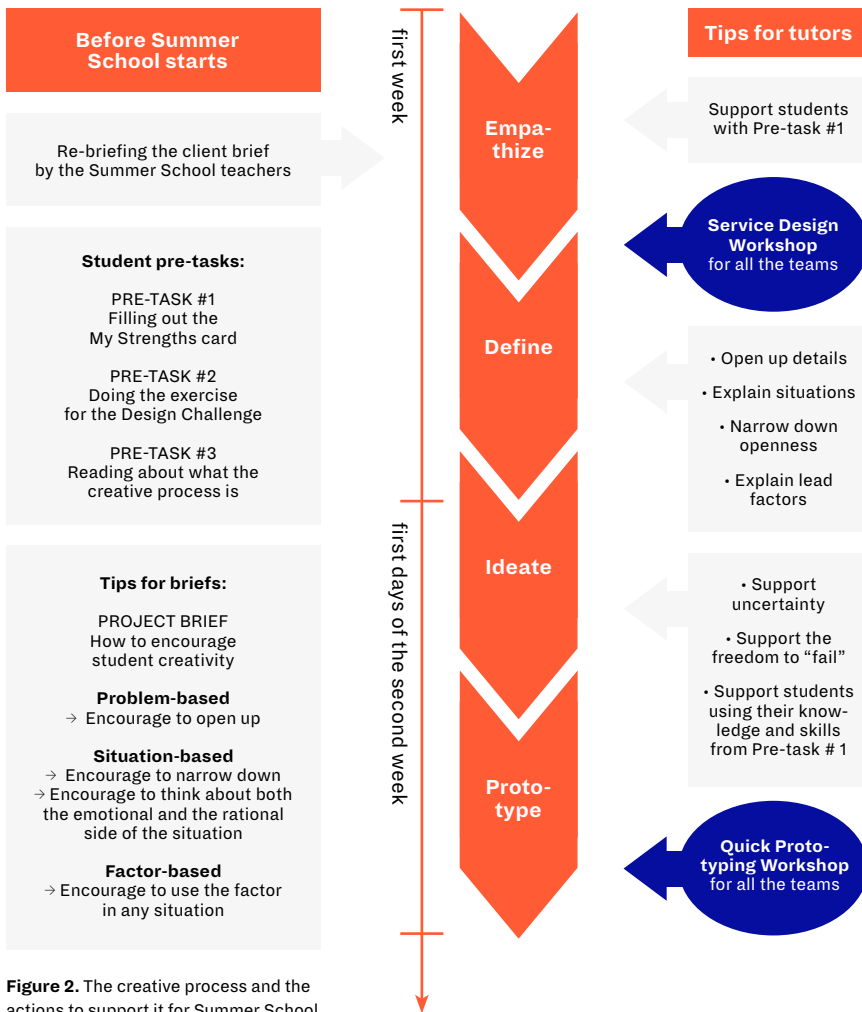 Before Summer
School starts
Re-briefing the client brief
by the Summer School teachers
Student pre-tasks:
PRE-TASK #1
Filling out the
My Strengths card
PRE-TASK #2
Doing the exercise
for the Design Challenge
PRE-TASK #3
Reading about what the
creative process is
Tips for briefs:
PROJECT BRIEF
How to encourage
student creativity
Problem-based
→ Encourage to open up
Situation-based
→ Encourage to narrow down
→ Encourage to think about both
the emotional and the rational
side of the situation
Factor-based
→ Encourage to use the factor
in any situation
Figure 2. The creative process and the
actions to support it for Summer School
first week
first days of the second week
Empa-
thize
Define
Ideate
Proto-
type
Tips for tutors
Support students
with Pre-task #1
Service Design
Workshop
for all the teams
• Open up details
• Explain situations
• Narrow down
openness
• Explain lead
factors
• Support
uncertainty
• Support the
freedom to “fail”
• Support students
using their know-
ledge and skills
from Pre-task # 1
Quick Proto-
typing Workshop
for all the teams